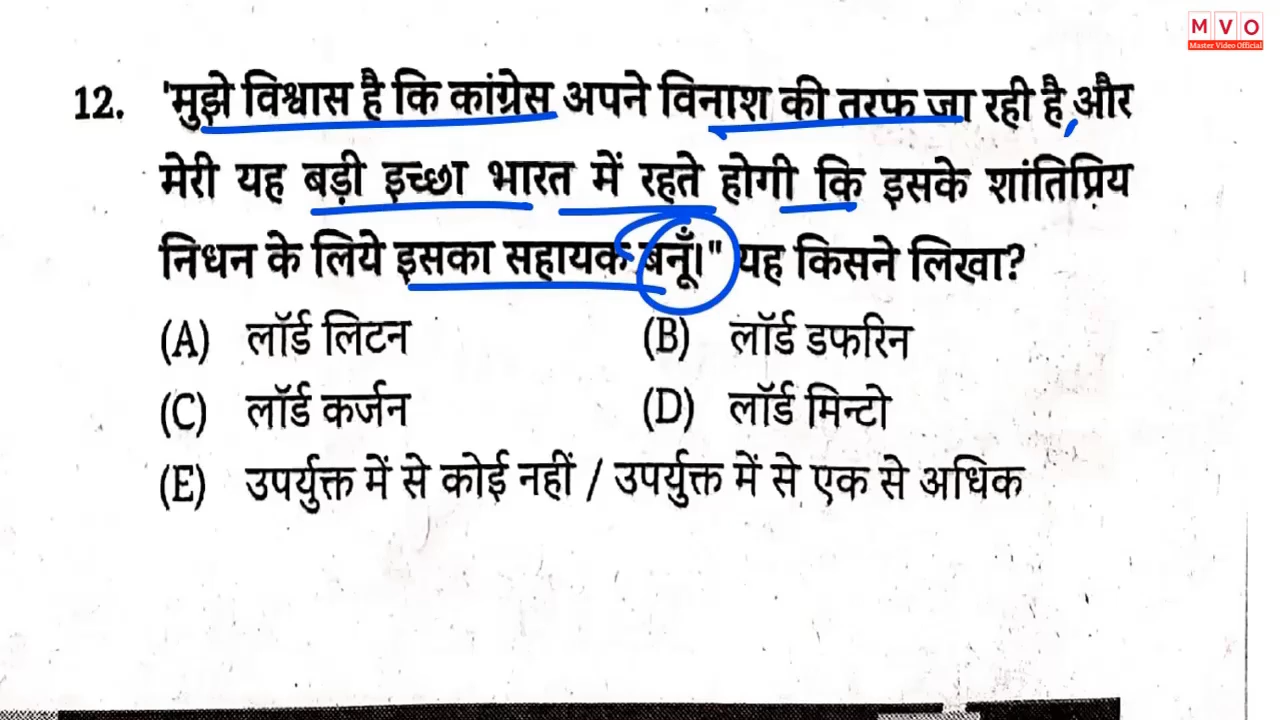 M V O
Master Video Official
12. 'मुझे विश्वास है कि कांग्रेस अपने विनाश की तरफ जा रही है, और
मेरी यह बड़ी इच्छा भारत में रहते होगी कि इसके शांतिप्रिय
निधन के लिये इसका सहायक बनूँ।" यह किसने लिखा?
(A) लॉर्ड लिटन (B) लॉर्ड डफरिन
(C) लॉर्ड कर्जन (D) लॉर्ड मिन्टो
(E) उपर्युक्त में से कोई नहीं / उपर्युक्त में से एक से अधिक